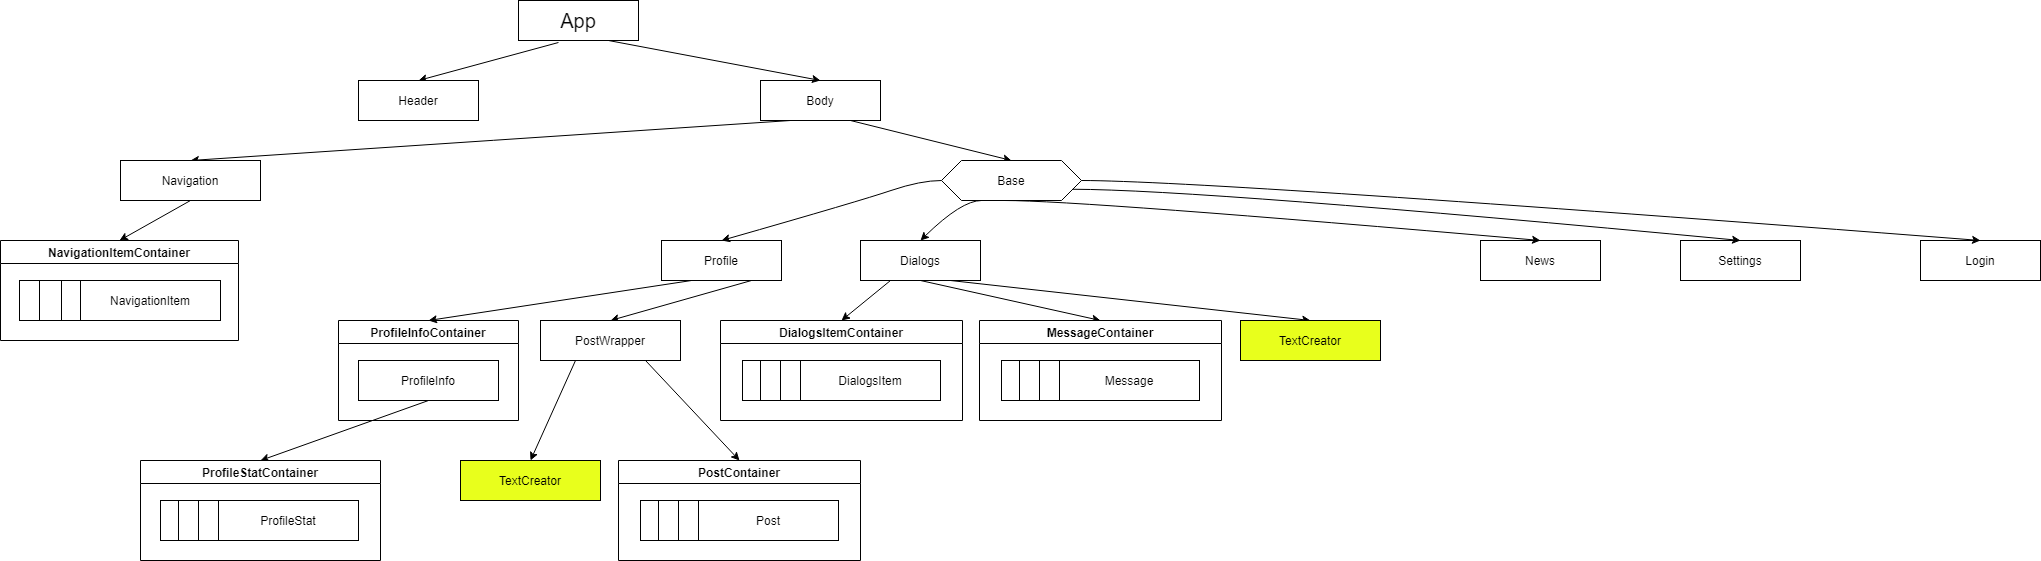 App
Header
Body
Navigation
Base
NavigationItemContainer
NavigationItem
Profile
Dialogs
News
Settings
Login
ProfileInfoContainer
ProfileInfo
PostWrapper
DialogsItemContainer
DialogsItem
MessageContainer
Message
TextCreator
ProfileStatContainer
ProfileStat
TextCreator
PostContainer
Post